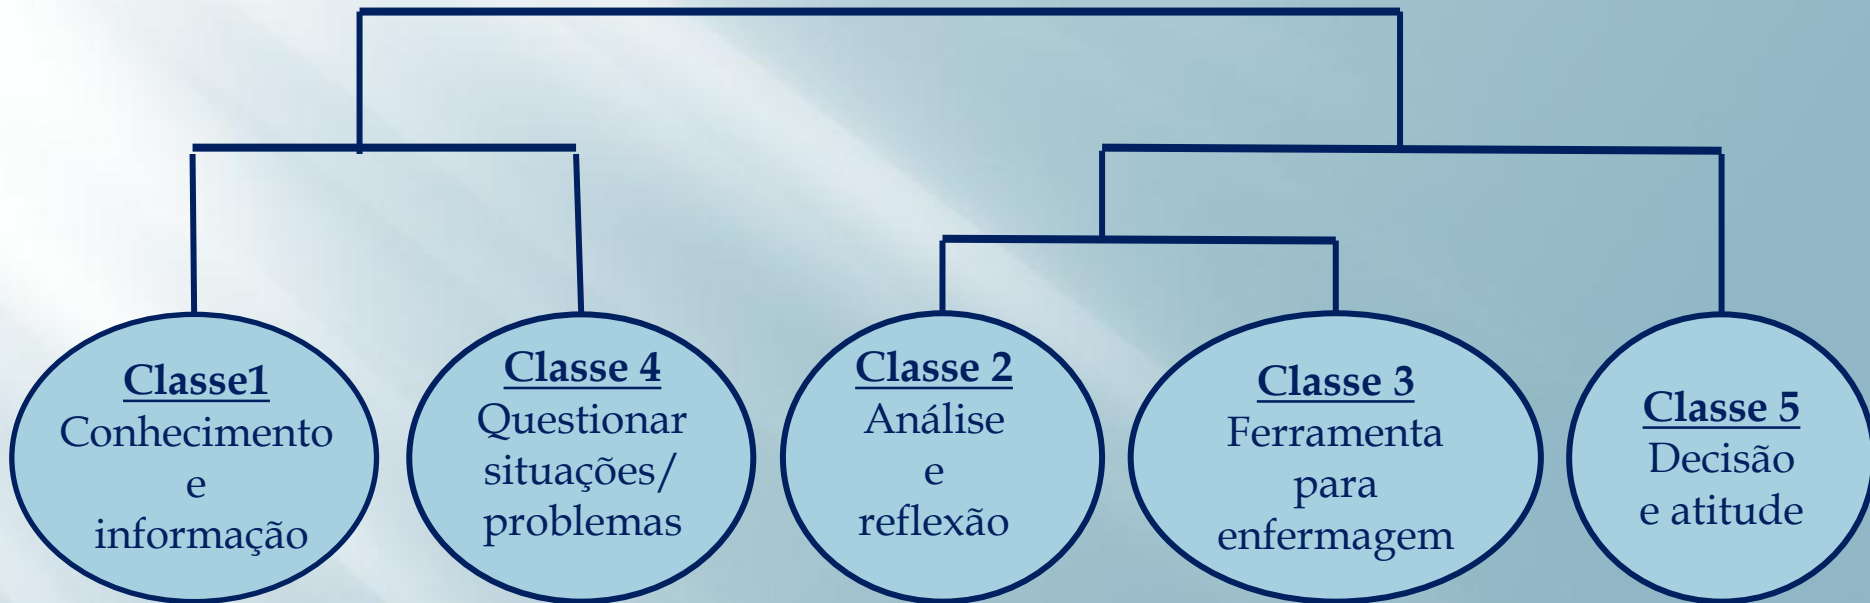 Classe1
Conhecimento
e
informação
Classe 4
Questionar
situações/
problemas
Classe 2
Análise
e
reflexão
Classe 3
Ferramenta
para
enfermagem
Classe 5
Decisão
e atitude